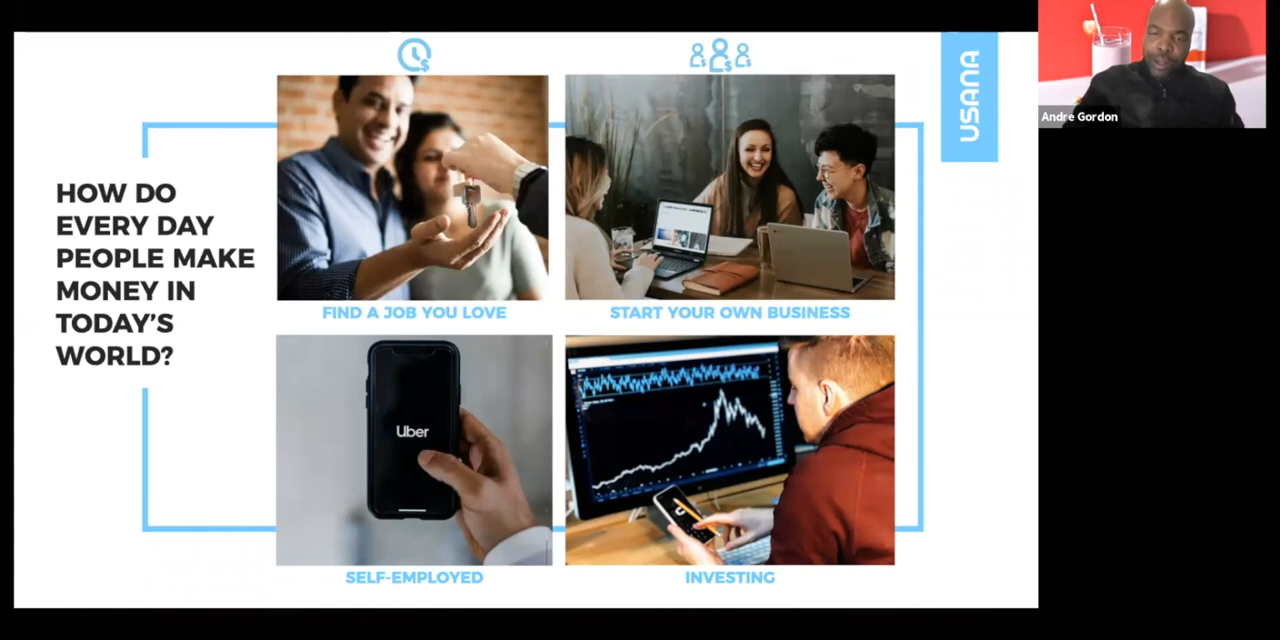 HOW DO
EVERY DAY
PEOPLE MAKE
MONEY IN
TODAY'S
WORLD?
FIND A JOB YOU LOVE
START YOUR OWN BUSINESS
Uber
SELF-EMPLOYED
INVESTING
USANA
Andre Gordon